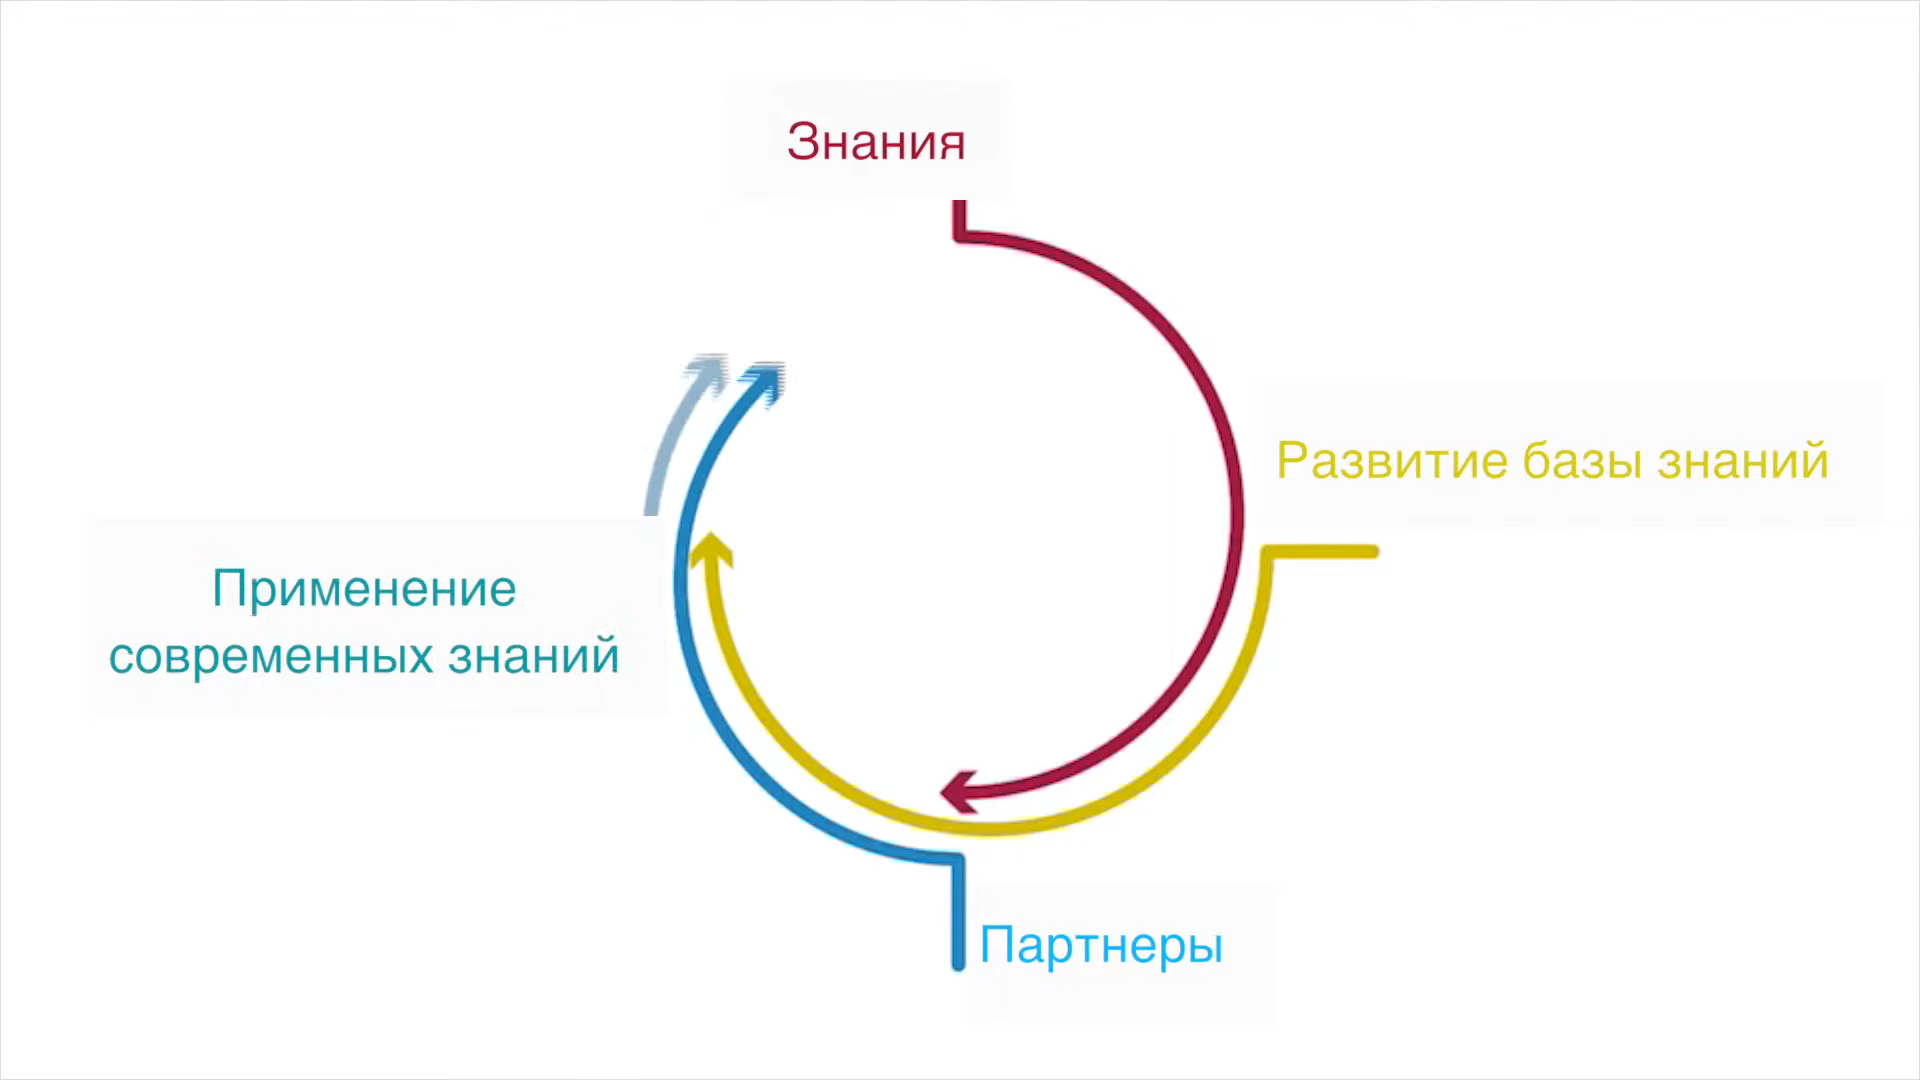 Знания
Развитие базы знаний
Применение
современных знаний
Партнеры